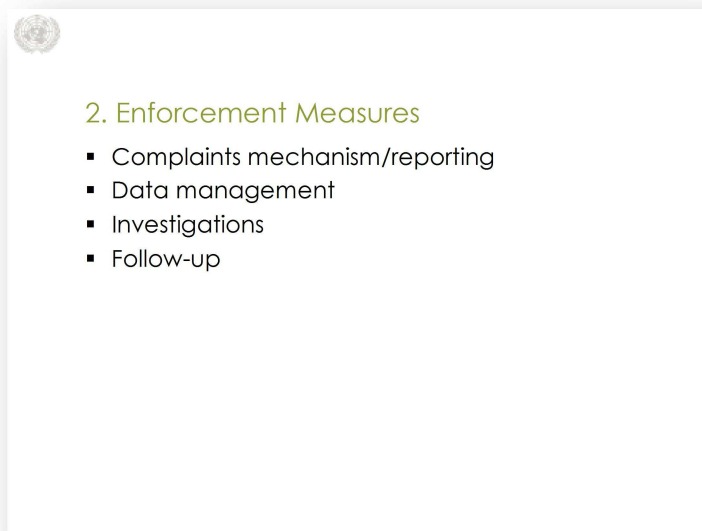 2. Enforcement Measures
▪ Complaints mechanism/reporting
▪ Data management
▪ Investigations
▪ Follow-up